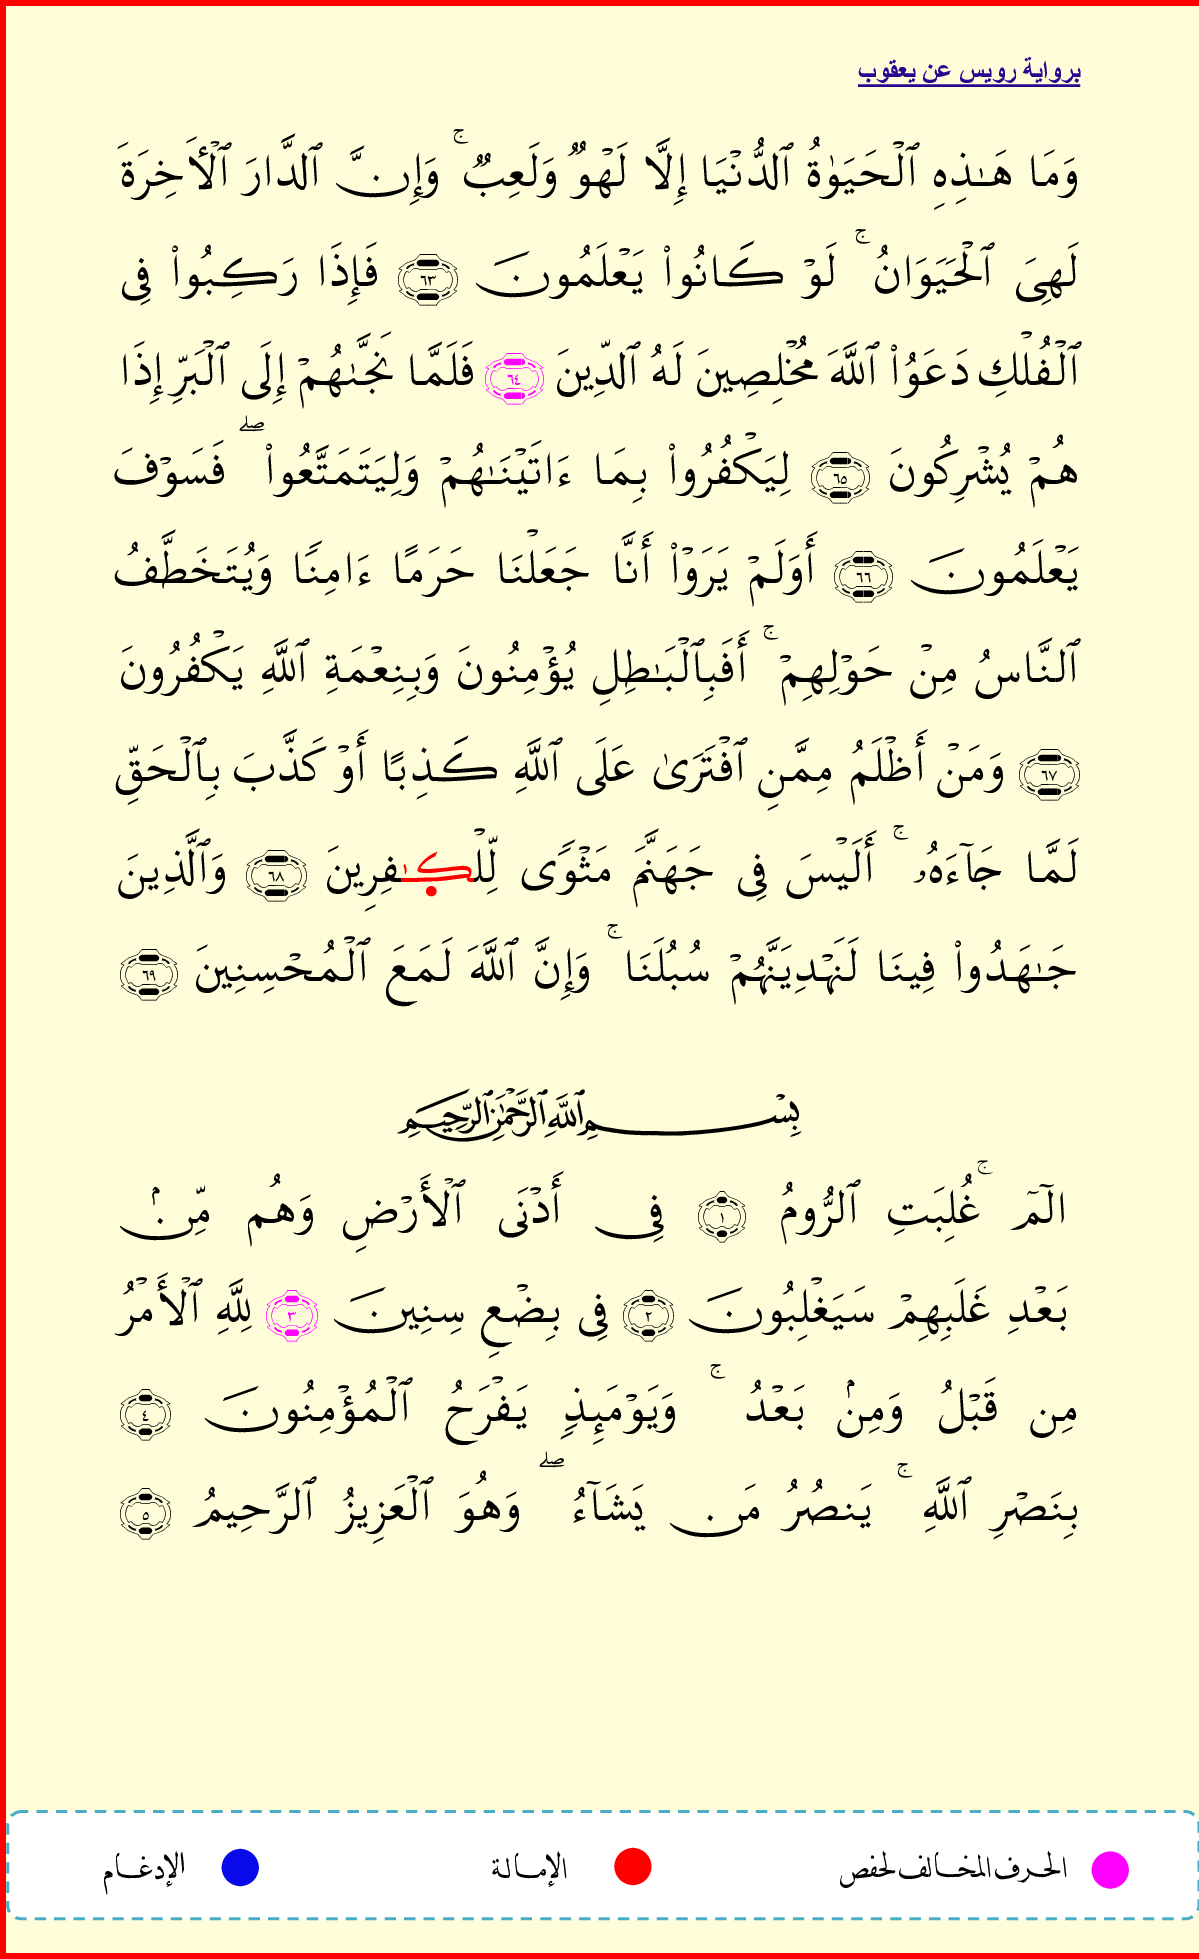 برواية رويس عن يعقوب
وَمَا هَٰذِهِ ٱلْحَيَوٰةُ ٱلدُّنْيَا إِلَّا لَهْوٌ وَلَعِبٌ ۚ وَإِنَّ ٱلدَّارَ ٱلْأَخِرَةَ
لَهِىَ ٱلْحَيَوَانُ ۚ لَوْ كَانُوا۟ يَعْلَمُونَ ٦٣ فَإِذَا رَكِبُوا۟ فِى
ٱلْفُلْكِ دَعَوُا۟ ٱللَّهَ مُخْلِصِينَ لَهُ ٱلدِّينَ ٦٤ فَلَمَّا نَجَّىٰهُمْ إِلَى ٱلْبَرِّ إِذَا
هُمْ يُشْرِكُونَ ٦٥ لِيَكْفُرُوا۟ بِمَا ءَاتَيْنَٰهُمْ وَلِيَتَمَتَّعُوا۟ ۖ فَسَوْفَ
يَعْلَمُونَ ٦٦ أَوَلَمْ يَرَوْا۟ أَنَّا جَعَلْنَا حَرَمًا ءَامِنًا وَيُتَخَطَّفُ
ٱلنَّاسُ مِنْ حَوْلِهِمْ ۚ أَفَبِٱلْبَٰطِلِ يُؤْمِنُونَ وَبِنِعْمَةِ ٱللَّهِ يَكْفُرُونَ
٦٧ وَمَنْ أَظْلَمُ مِمَّنِ ٱفْتَرَىٰ عَلَى ٱللَّهِ كَذِبًا أَوْ كَذَّبَ بِٱلْحَقِّ
لَمَّا جَآءَهُۥ ۚ أَلَيْسَ فِى جَهَنَّمَ مَثْوًى لِّلْكَٰفِرِينَ ٦٨ وَٱلَّذِينَ
جَٰهَدُوا۟ فِينَا لَنَهْدِيَنَّهُمْ سُبُلَنَا ۚ وَإِنَّ ٱللَّهَ لَمَعَ ٱلْمُحْسِنِينَ ٦٩
بِسْمِ ٱللَّهِ ٱلرَّحْمَٰنِ ٱلرَّحِيمِ
الٓمٓ ۚ غُلِبَتِ ٱلرُّومُ ١ فِى أَدْنَى ٱلْأَرْضِ وَهُم مِّنۢ
بَعْدِ غَلَبِهِمْ سَيَغْلِبُونَ ٢ فِى بِضْعِ سِنِينَ ٣ لِلَّهِ ٱلْأَمْرُ
مِن قَبْلُ وَمِنۢ بَعْدُ ۚ وَيَوْمَئِذٍ يَفْرَحُ ٱلْمُؤْمِنُونَ ٤
بِنَصْرِ ٱللَّهِ ۚ يَنصُرُ مَن يَشَآءُ ۖ وَهُوَ ٱلْعَزِيزُ ٱلرَّحِيمُ ٥
الحرف المخالف لحفص الإمالة الإدغام